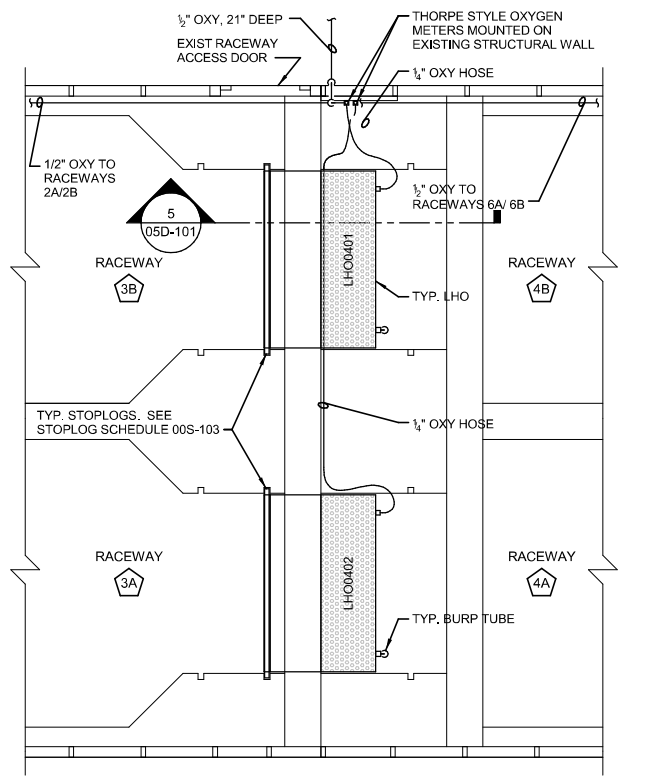 ½" OXY, 21" DEEP
THORPE STYLE OXYGEN
METERS MOUNTED ON
EXISTING STRUCTURAL WALL
EXIST RACEWAY
ACCESS DOOR
¼" OXY HOSE
1/2" OXY TO
RACEWAYS
2A/2B
½" OXY TO
RACEWAYS 6A/ 6B
5
05D-101
LHO0401
RACEWAY
3B
RACEWAY
4B
TYP. LHO
TYP. STOPLOGS. SEE
STOPLOG SCHEDULE 00S-103
¼" OXY HOSE
RACEWAY
3A
LHO0402
RACEWAY
4A
TYP. BURP TUBE